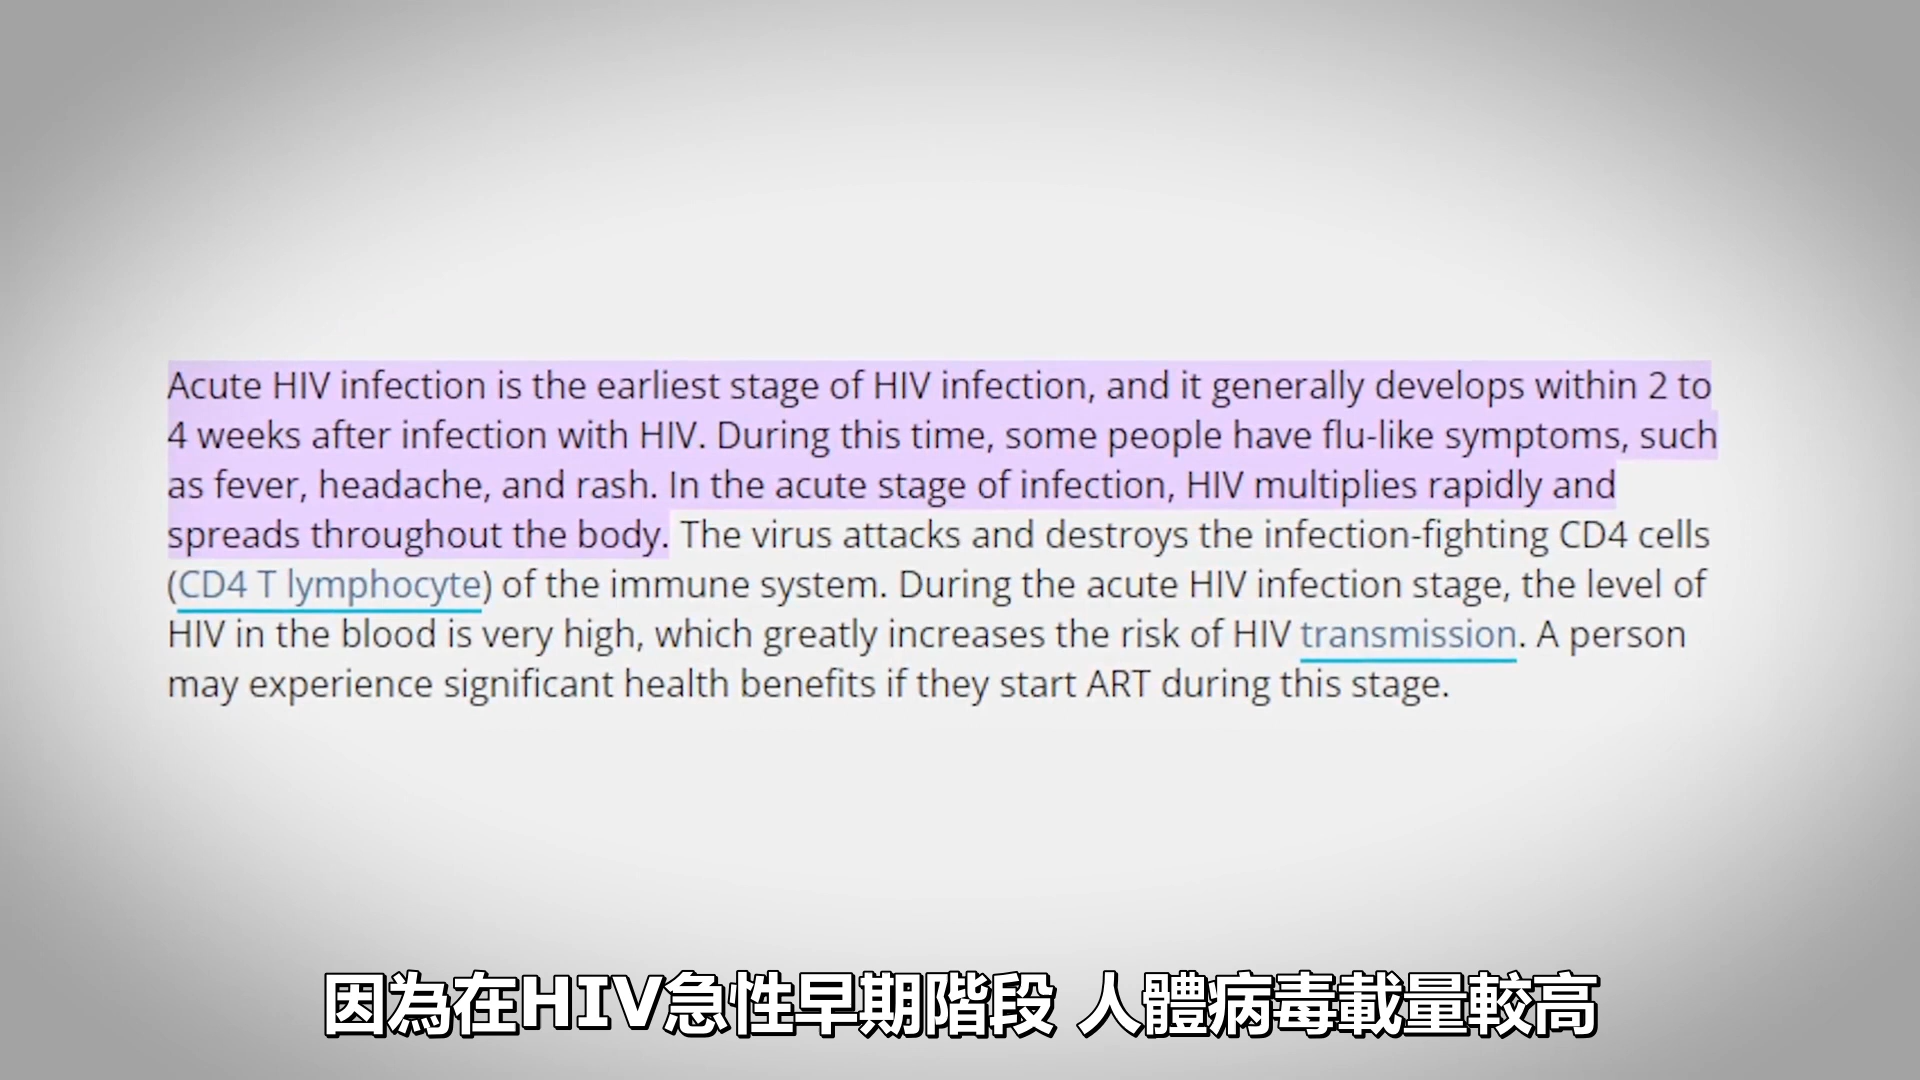 Acute HIV infection is the earliest stage of HIV infection, and it generally develops within 2 to
4 weeks after infection with HIV. During this time, some people have flu-like symptoms, such
as fever, headache, and rash. In the acute stage of infection, HIV multiplies rapidly and
spreads throughout the body. The virus attacks and destroys the infection-fighting CD4 cells
(CD4 T lymphocyte) of the immune system. During the acute HIV infection stage, the level of
HIV in the blood is very high, which greatly increases the risk of HIV transmission. A person
may experience significant health benefits if they start ART during this stage.
因為在HIV急性早期階段 人體病毒載量較高